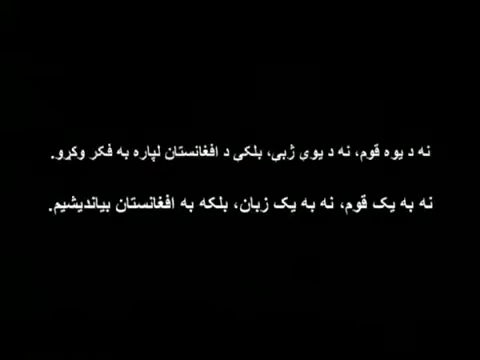 نه د یوه قوم، نه د یوې ژبې، بلکې د افغانستان لپاره به فکر وکړو.
نه به یک قوم، نه به یک زبان، بلکه به افغانستان بیاندیشیم.